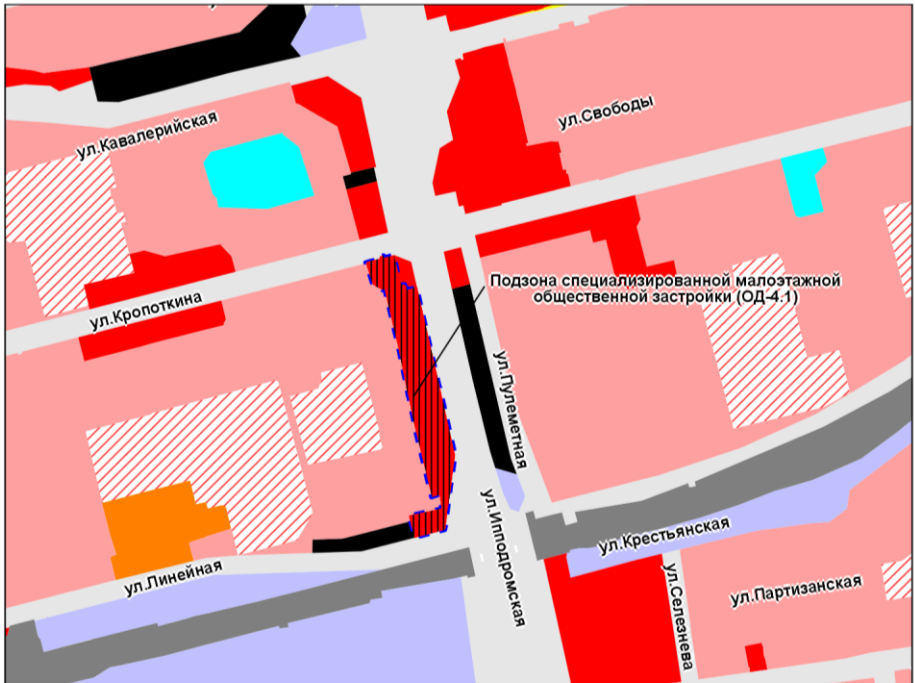 ул.Свободы
ул.Кавалерийская
Подзона специализированной малоэтажной
общественной застройки (ОД-4.1)
ул.Кропоткина
ул.Пулеметная
ул.Ипподромская
ул.Крестьянская
ул.Линейная
ул.Селезнева
ул.Партизанская